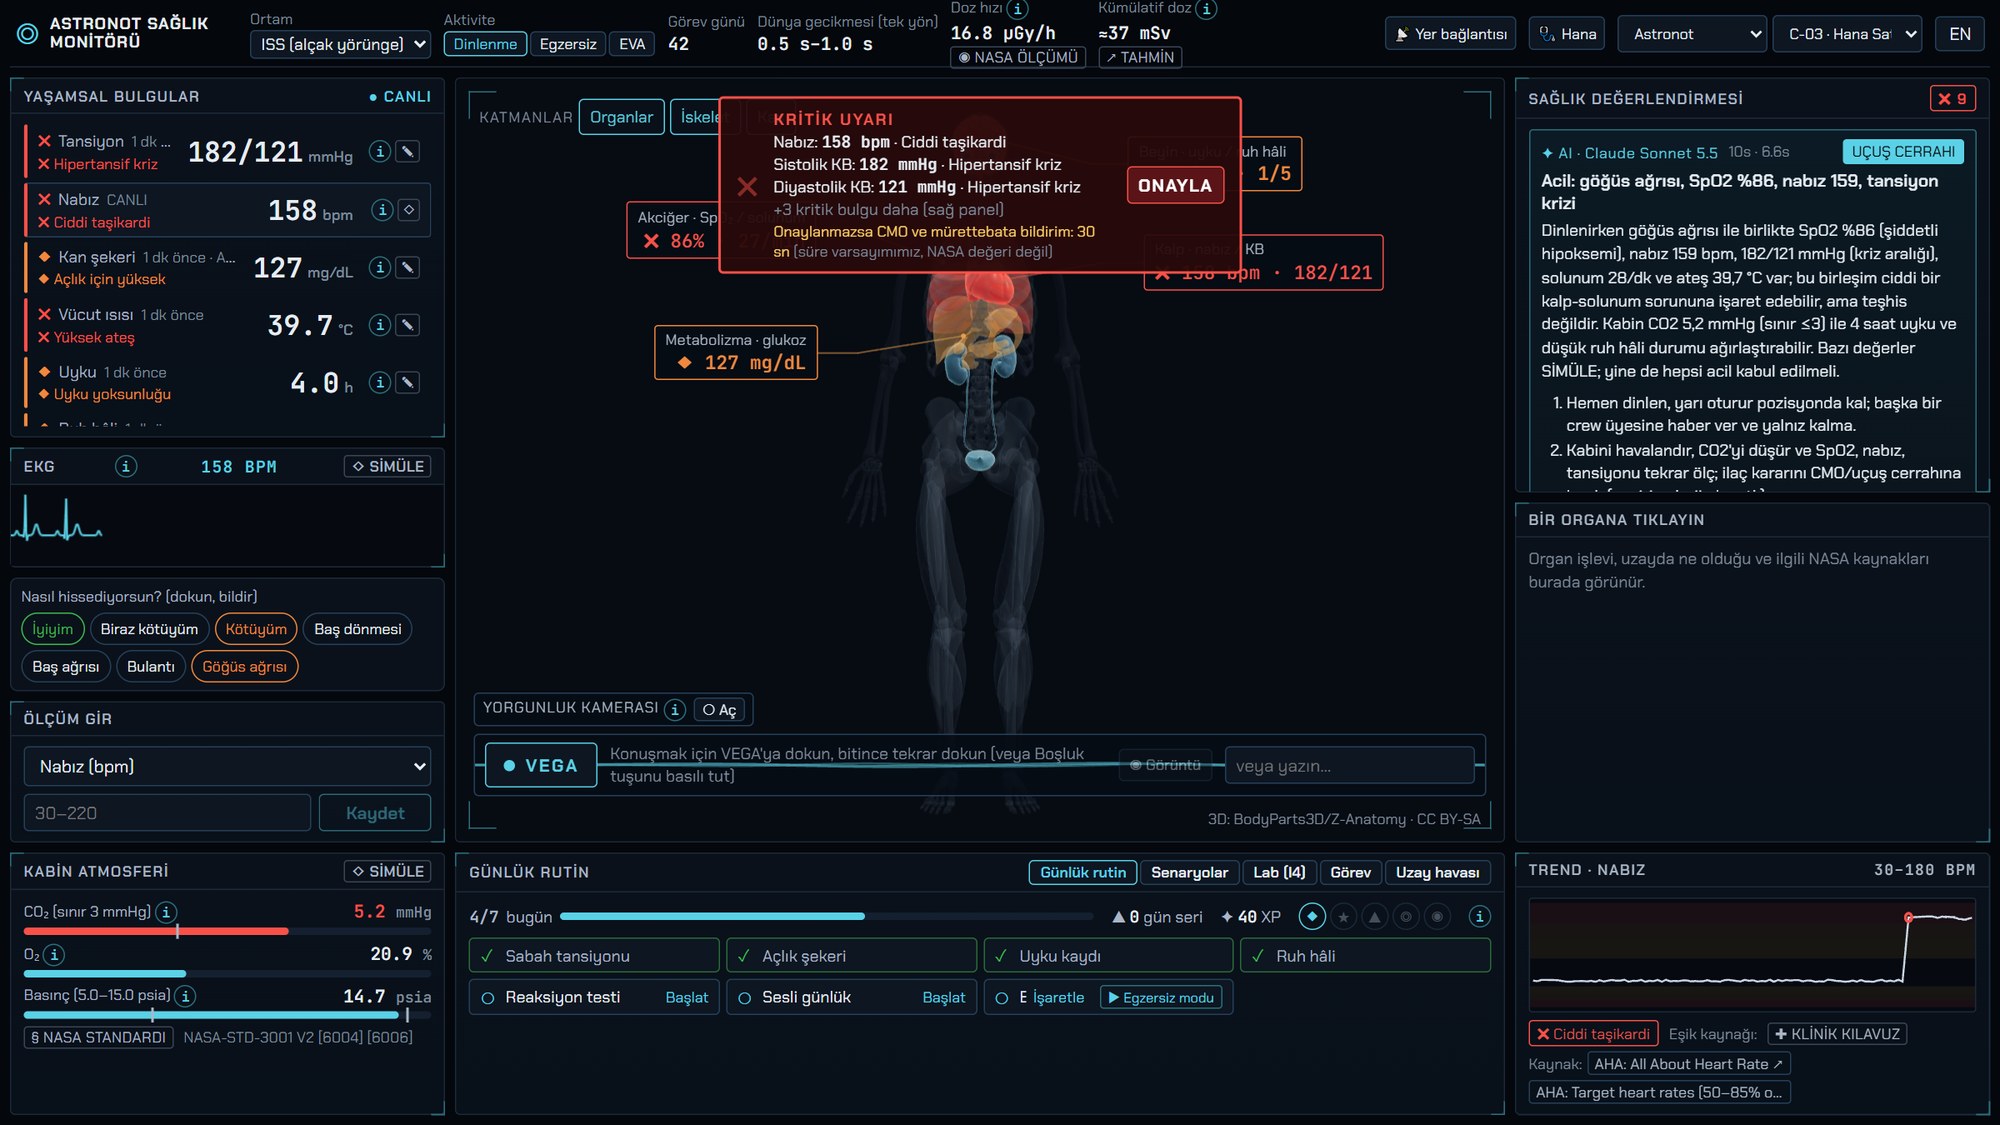 ASTRONOT SAĞLIK
MONİTÖRÜ
Ortam
ISS (alçak yörünge)
Aktivite
Dinlenme
Egzersiz
EVA
Görev günü
42
Dünya gecikmesi (tek yön)
0.5 s–1.0 s
Doz hızı
16.8 µGy/h
NASA ÖLÇÜMÜ
Kümülatif doz
≈37 mSv
TAHMİN
Yer bağlantısı
Hana
Astronot
C-03 · Hana Sat
EN
YAŞAMSAL BULGULAR
CANLI
Tansiyon 1 dk ...
182/121 mmHg
Hipertansif kriz
Nabız CANLI
158 bpm
Ciddi taşikardi
Kan şekeri 1 dk önce · A...
127 mg/dL
Açlık için yüksek
Vücut ısısı 1 dk önce
39.7 °C
Yüksek ateş
Uyku 1 dk önce
4.0 h
Uyku yoksunluğu
EKG
158 BPM
SİMÜLE
Nasıl hissediyorsun? (dokun, bildir)
İyiyim
Biraz kötüyüm
Kötüyüm
Baş dönmesi
Baş ağrısı
Bulantı
Göğüs ağrısı
ÖLÇÜM GİR
Nabız (bpm)
30–220
Kaydet
KABİN ATMOSFERİ
SİMÜLE
CO₂ (sınır 3 mmHg)
5.2 mmHg
O₂
20.9 %
Basınç (5.0–15.0 psia)
14.7 psia
§ NASA STANDARDI
NASA-STD-3001 V2 [6004] [6006]
KATMANLAR
Organlar
İskelet
KRİTİK UYARI
Nabız: 158 bpm · Ciddi taşikardi
Sistolik KB: 182 mmHg · Hipertansif kriz
Diyastolik KB: 121 mmHg · Hipertansif kriz
+3 kritik bulgu daha (sağ panel)
Onaylanmazsa CMO ve mürettebata bildirim: 30
sn (süre varsayımımız, NASA değeri değil)
ONAYLA
Beyin · uyku / ruh hâli
1/5
Akciğer · SpO₂ / solunum
86%
27/
Kalp · nabız · KB
158 bpm · 182/121
Metabolizma · glukoz
127 mg/dL
YORGUNLUK KAMERASI
Aç
VEGA
Konuşmak için VEGA'ya dokun, bitince tekrar dokun (veya Boşluk
tuşunu basılı tut)
Görüntü
veya yazın...
3D: BodyParts3D/Z-Anatomy · CC BY-SA
GÜNLÜK RUTİN
Günlük rutin
Senaryolar
Lab (I4)
Görev
Uzay havası
4/7 bugün
0 gün seri
40 XP
Sabah tansiyonu
Açlık şekeri
Uyku kaydı
Ruh hâli
Reaksiyon testi
Başlat
Sesli günlük
Başlat
E İşaretle
Egzersiz modu
SAĞLIK DEĞERLENDİRMESİ
9
AI · Claude Sonnet 5.5 10s · 6.6s
UÇUŞ CERRAHI
Acil: göğüs ağrısı, SpO2 %86, nabız 159, tansiyon
krizi
Dinlenirken göğüs ağrısı ile birlikte SpO2 %86 (şiddetli
hipoksemi), nabız 159 bpm, 182/121 mmHg (kriz aralığı),
solunum 28/dk ve ateş 39,7 °C var; bu birleşim ciddi bir
kalp-solunum sorununa işaret edebilir, ama teşhis
değildir. Kabin CO2 5,2 mmHg (sınır ≤3) ile 4 saat uyku ve
düşük ruh hâli durumu ağırlaştırabilir. Bazı değerler
SİMÜLE; yine de hepsi acil kabul edilmeli.
1. Hemen dinlen, yarı oturur pozisyonda kal; başka bir
crew üyesine haber ver ve yalnız kalma.
2. Kabini havalandır, CO2'yi düşür ve SpO2, nabız,
tansiyonu tekrar ölç; ilaç kararını CMO/uçuş cerrahına
BİR ORGANA TIKLAYIN
Organ işlevi, uzayda ne olduğu ve ilgili NASA kaynakları
burada görünür.
TREND · NABIZ
30–180 BPM
Ciddi taşikardi
Eşik kaynağı:
KLİNİK KILAVUZ
Kaynak:
AHA: All About Heart Rate ↗
AHA: Target heart rates (50–85% o...